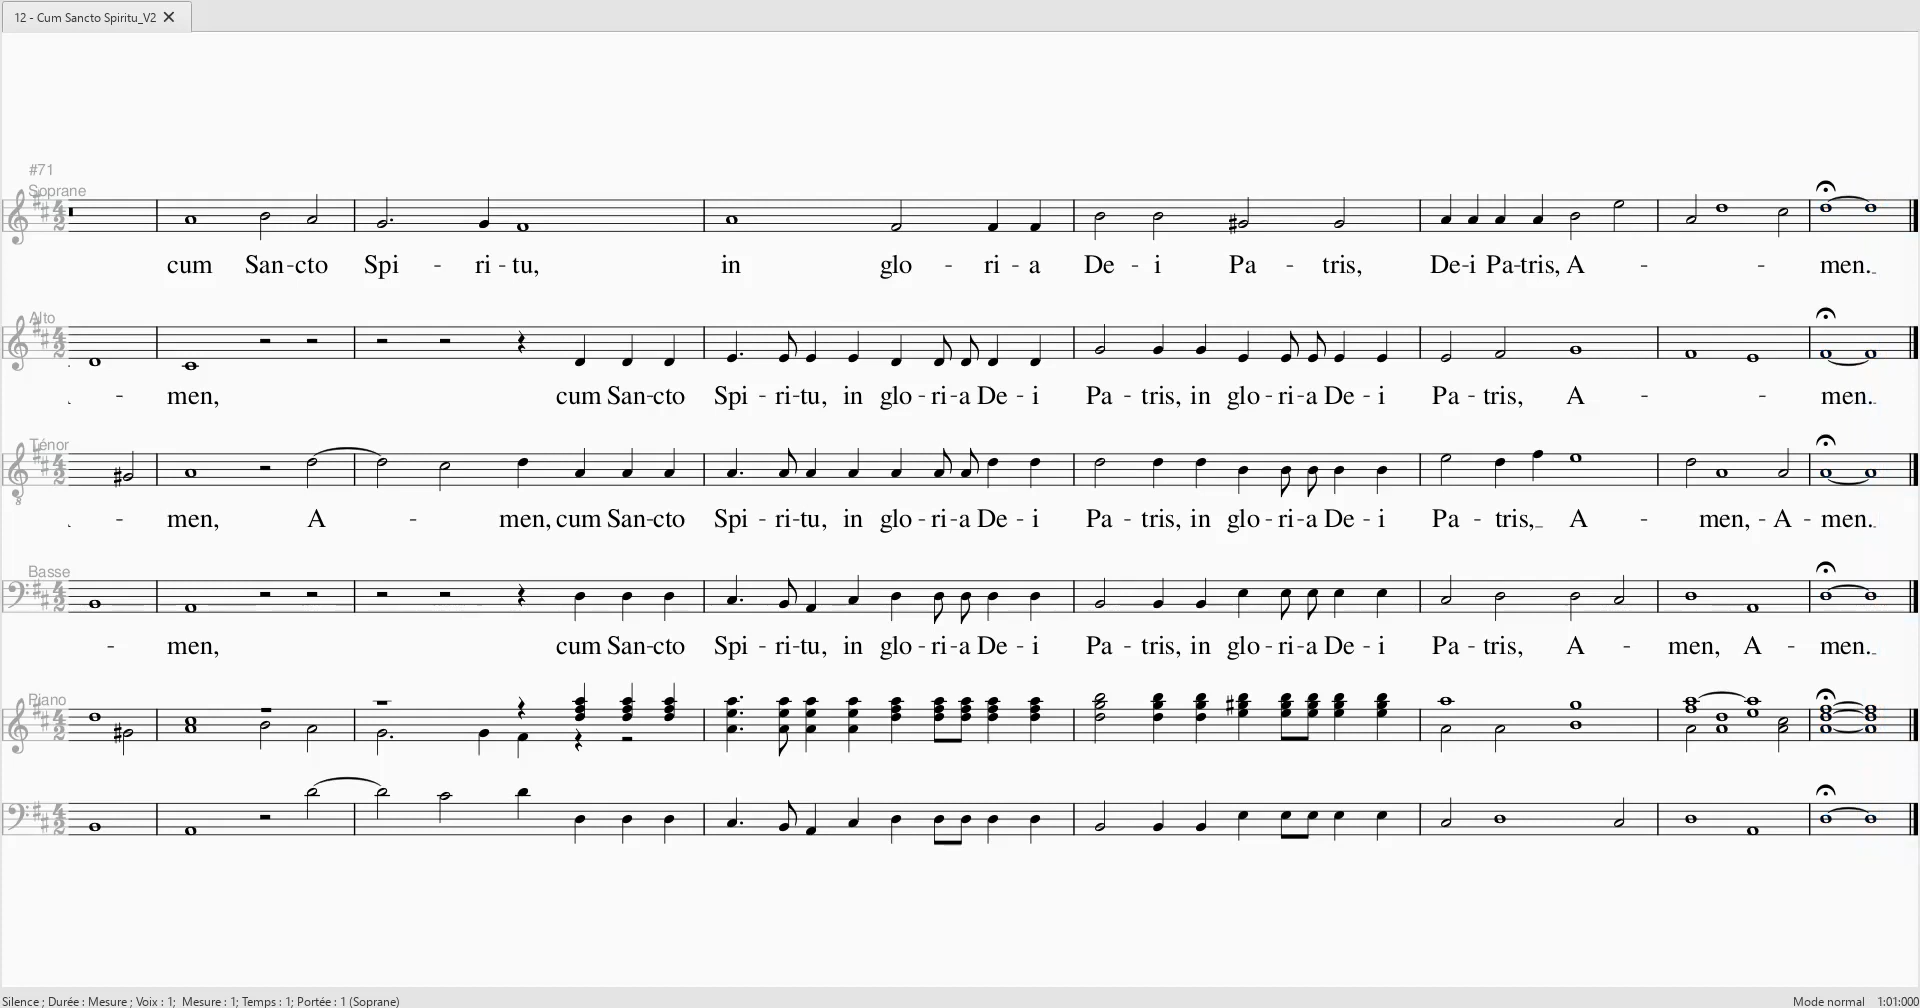 12 - Cum Sancto Spiritu_V2
#71
Soprane
cum San-cto Spi - ri - tu, in glo - ri - a De - i Pa - tris, De-i Pa-tris, A - - men._
Alto
- men, cum San-cto Spi - ri-tu, in glo-ri-a De - i Pa - tris, in glo-ri-a De - i Pa - tris, A - - men._
Ténor
- men, A - men, cum San-cto Spi - ri-tu, in glo-ri-a De - i Pa - tris, in glo-ri-a De - i Pa - tris,_ A - men, - A - men._
Basse
- men, cum San-cto Spi - ri-tu, in glo-ri-a De - i Pa - tris, in glo-ri-a De - i Pa - tris, A - men, A - men._
Piano
Silence ; Durée : Mesure ; Voix : 1; Mesure : 1; Temps : 1; Portée : 1 (Soprane) Mode normal 1:01:000